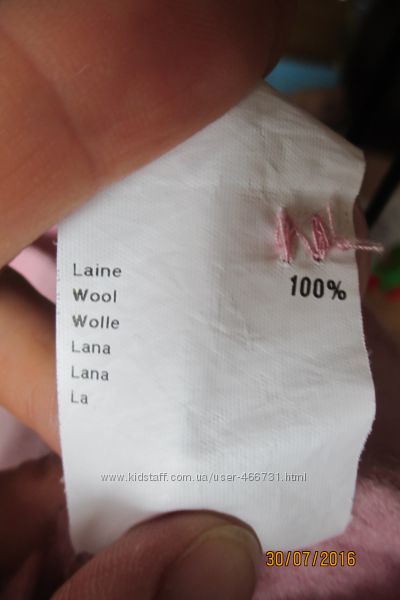 Laine
100%
Wool
Wolle
Lana
Lana
La
www.kidstaff.com.ua/user-466731.html
30/07/2016